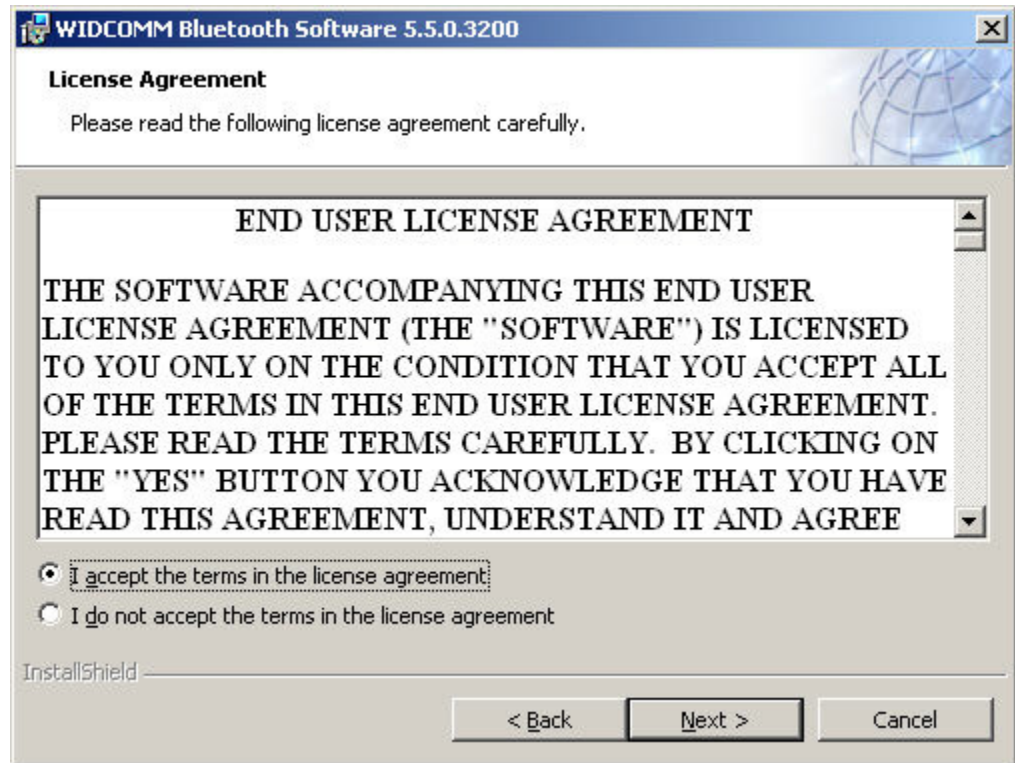 WIDCOMM Bluetooth Software 5.5.0.3200
License Agreement
Please read the following license agreement carefully.
END USER LICENSE AGREEMENT
THE SOFTWARE ACCOMPANYING THIS END USER
LICENSE AGREEMENT (THE "SOFTWARE") IS LICENSED
TO YOU ONLY ON THE CONDITION THAT YOU ACCEPT ALL
OF THE TERMS IN THIS END USER LICENSE AGREEMENT.
PLEASE READ THE TERMS CAREFULLY.  BY CLICKING ON
THE "YES" BUTTON YOU ACKNOWLEDGE THAT YOU HAVE
READ THIS AGREEMENT, UNDERSTAND IT AND AGREE
I accept the terms in the license agreement
I do not accept the terms in the license agreement
InstallShield
< Back Next > Cancel